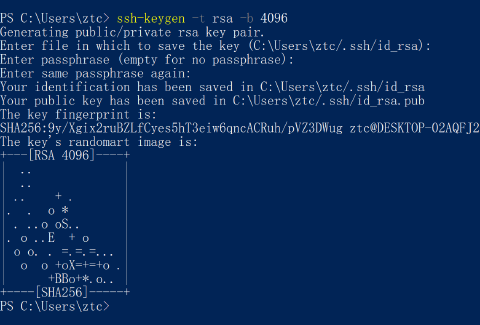 PS C:\Users\ztc> ssh-keygen -t rsa -b 4096
Generating public/private rsa key pair.
Enter file in which to save the key (C:\Users\ztc/.ssh/id_rsa):
Enter passphrase (empty for no passphrase):
Enter same passphrase again:
Your identification has been saved in C:\Users\ztc/.ssh/id_rsa
Your public key has been saved in C:\Users\ztc/.ssh/id_rsa.pub
The key fingerprint is:
SHA256:9y/Xgix2ruBZLfCyes5hT3eiw6qncACRuh/pVZ3DWug ztc@DESKTOP-02AQFJ2
The key's randomart image is:
+---[RSA 4096]----+
|  ..             |
|  ..             |
| ..    + .       |
|.  .  o *        |
| . ..o oS..      |
|. o ..E  + o     |
| o o. . =.=.=... |
|  o  o +oX=+=+o .|
|      +BBo+*.o.. |
+----[SHA256]-----+
PS C:\Users\ztc>